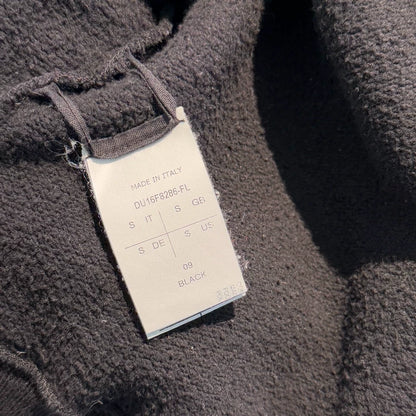 MADE IN ITALY
DU16F8286-FL
S IT S GB
S DE S US
09
BLACK